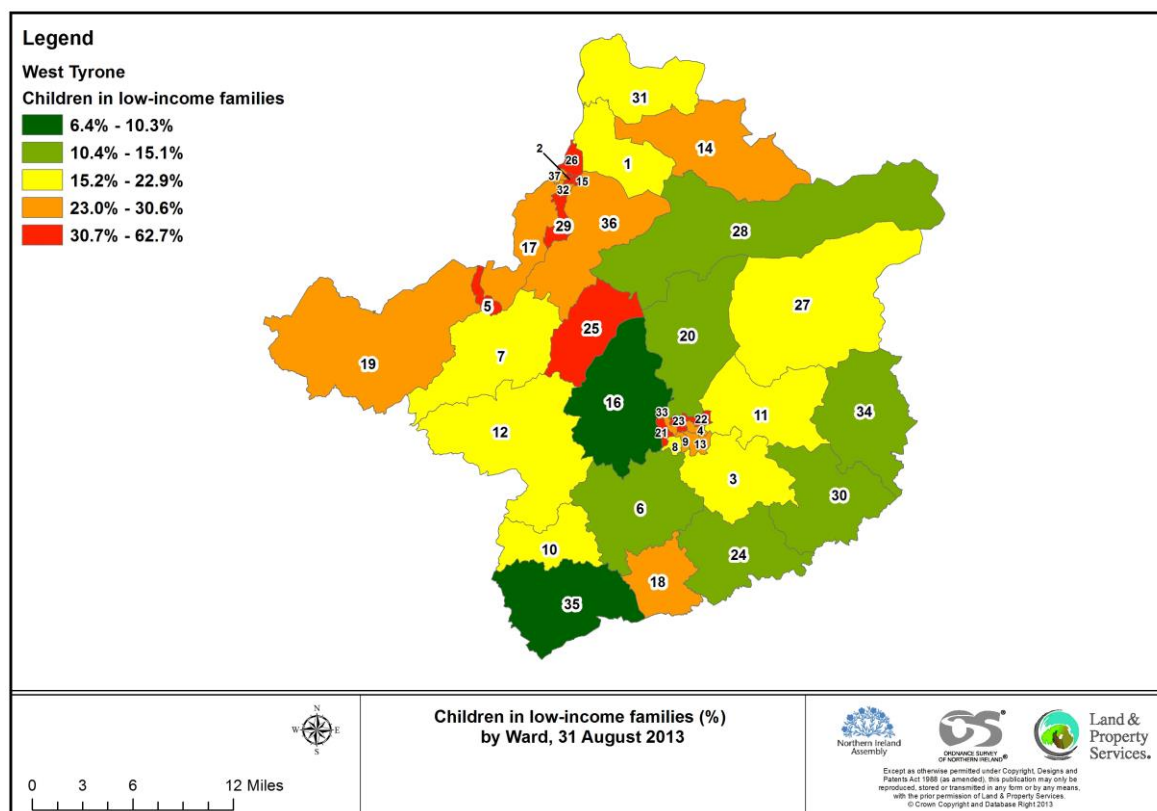 Legend
West Tyrone
Children in low-income families
6.4% - 10.3%
10.4% - 15.1%
15.2% - 22.9%
23.0% - 30.6%
30.7% - 62.7%
31
14
2
26
1
37
15
32
36
29
28
17
5
27
25
20
7
19
16
11
34
33
23
22
12
21
4
9
8
13
3
30
6
10
24
18
35
N
W E
S
Children in low-income families (%)
by Ward, 31 August 2013
0 3 6 12 Miles
Northern Ireland
Assembly
OS®
ORDNANCE SURVEY
OF NORTHERN IRELAND®
Land &
Property
Services.
Except as otherwise permitted under Copyright, Designs and
Patents Act 1988 (as amended), this publication may only be
reproduced, stored or transmitted in any form or by any means,
with the prior permission of Land & Property Services.
© Crown Copyright and Database Right 2013